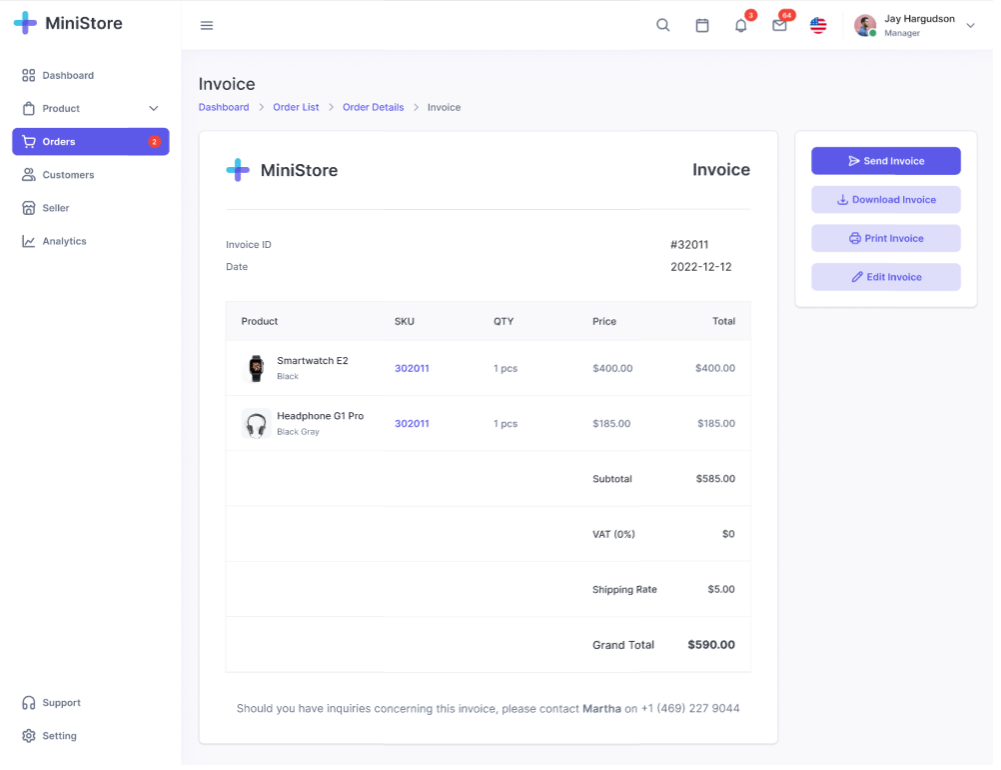 MiniStore
3
64
Jay Hargudson
Manager
Dashboard
Product
Orders 2
Customers
Seller
Analytics
Support
Setting
Invoice
Dashboard > Order List > Order Details > Invoice
MiniStore Invoice
Invoice ID #32011
Date 2022-12-12
Product SKU QTY Price Total
Smartwatch E2
Black
302011 1 pcs $400.00 $400.00
Headphone G1 Pro
Black Gray
302011 1 pcs $185.00 $185.00
Subtotal $585.00
VAT (0%) $0
Shipping Rate $5.00
Grand Total $590.00
Should you have inquiries concerning this invoice, please contact Martha on +1 (469) 227 9044
Send Invoice
Download Invoice
Print Invoice
Edit Invoice